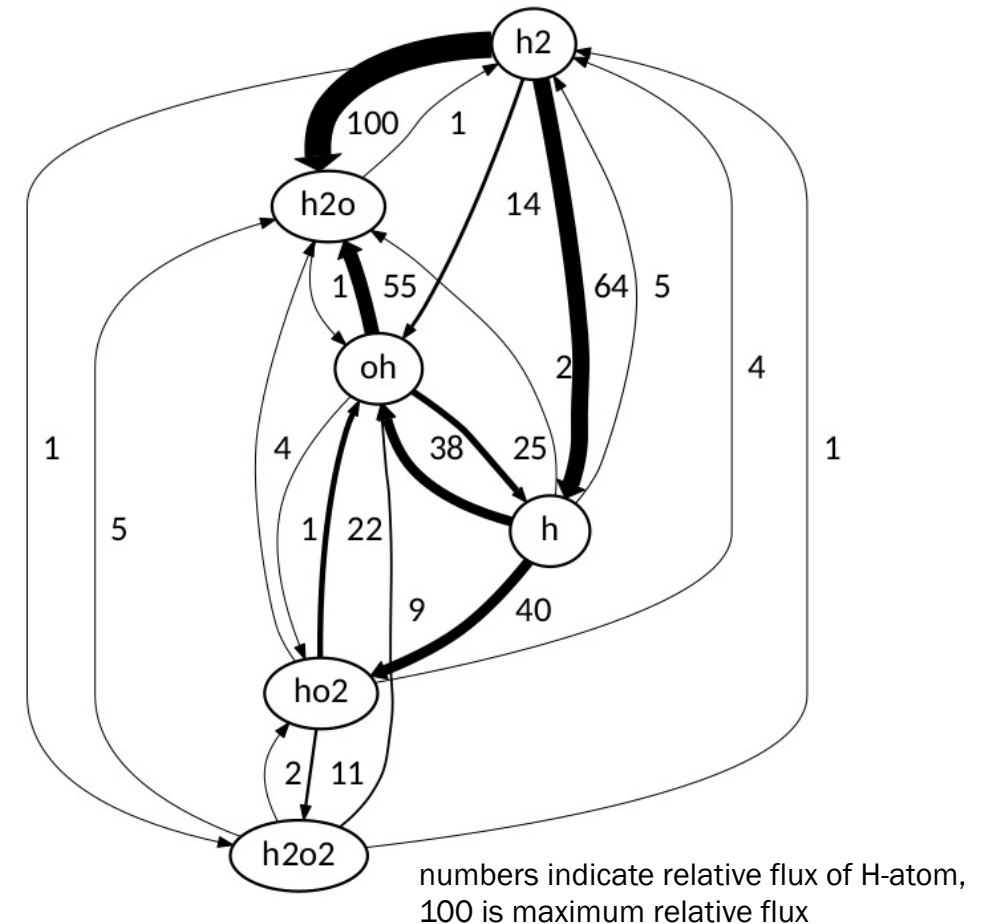 h2
100 1
h2o
14
1 55
64 5
oh
2
4
4
38 25
1
1
5
1 22
h
9 40
ho2
2 11
h2o2
numbers indicate relative flux of H-atom,
100 is maximum relative flux